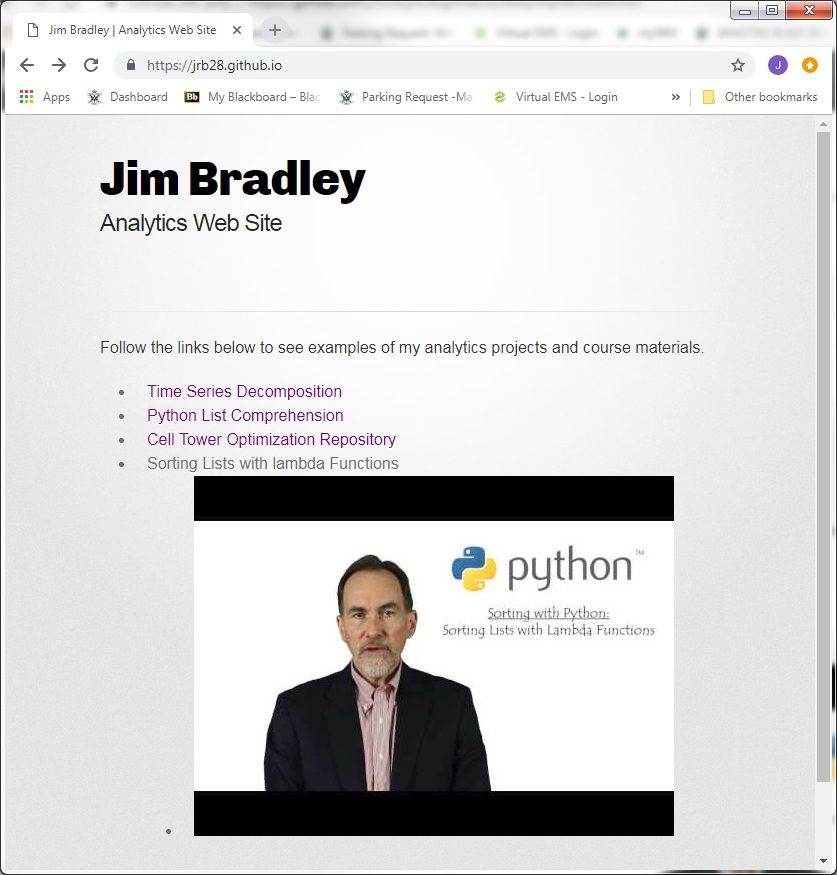 Jim Bradley | Analytics Web Site
https://jrb28.github.io
J
Apps
Dashboard
Bb
My Blackboard – Blac
Parking Request -Ma
Virtual EMS - Login
»
Other bookmarks
Jim Bradley
Analytics Web Site
Follow the links below to see examples of my analytics projects and course materials.
• Time Series Decomposition
• Python List Comprehension
• Cell Tower Optimization Repository
• Sorting Lists with lambda Functions
python™
Sorting with Python:
Sorting Lists with Lambda Functions
•